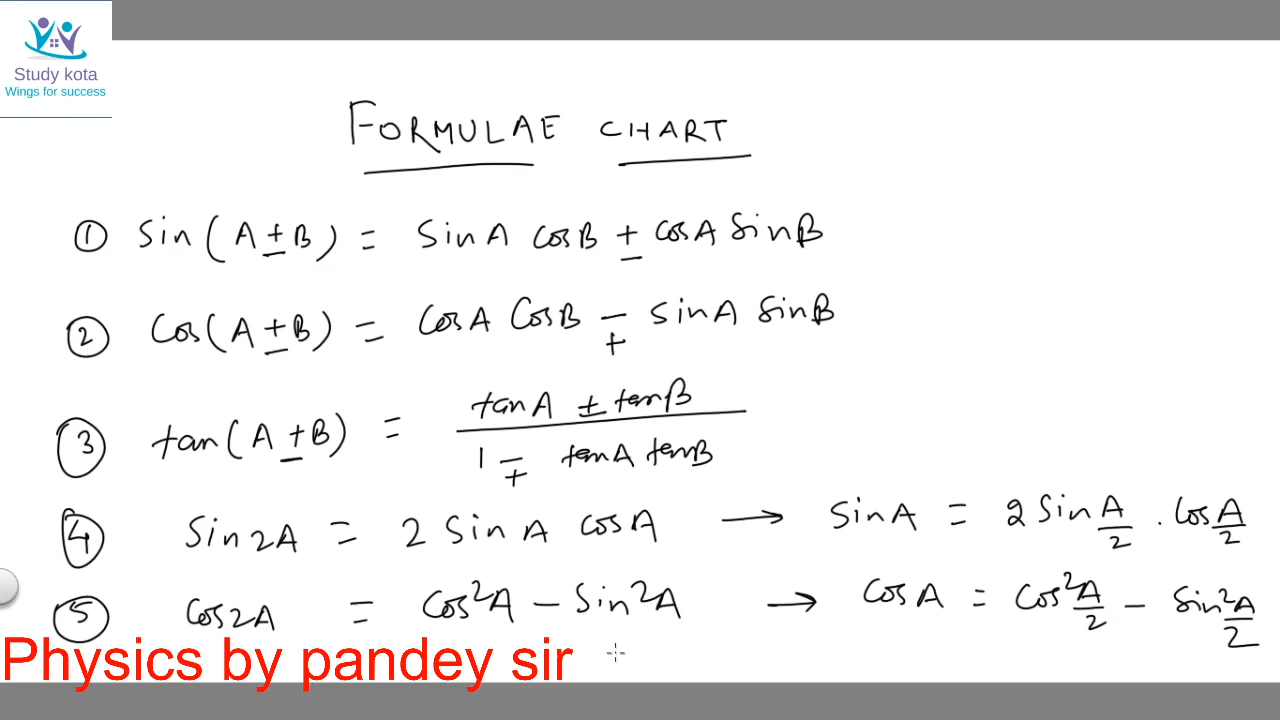 Study kota
Wings for success
FORMULAE CHART
① Sin(A±B) = SinA CosB ± CosA SinB
② Cos(A±B) = CosA CosB ∓ SinA SinB
③ tan(A±B) = (tanA ± tanB)/(1 ∓ tanA tanB)
④ Sin2A = 2 SinA CosA → SinA = 2 Sin A/2 . Cos A/2
⑤ Cos2A = Cos²A − Sin²A → CosA = Cos² A/2 − Sin² A/2
Physics by pandey sir